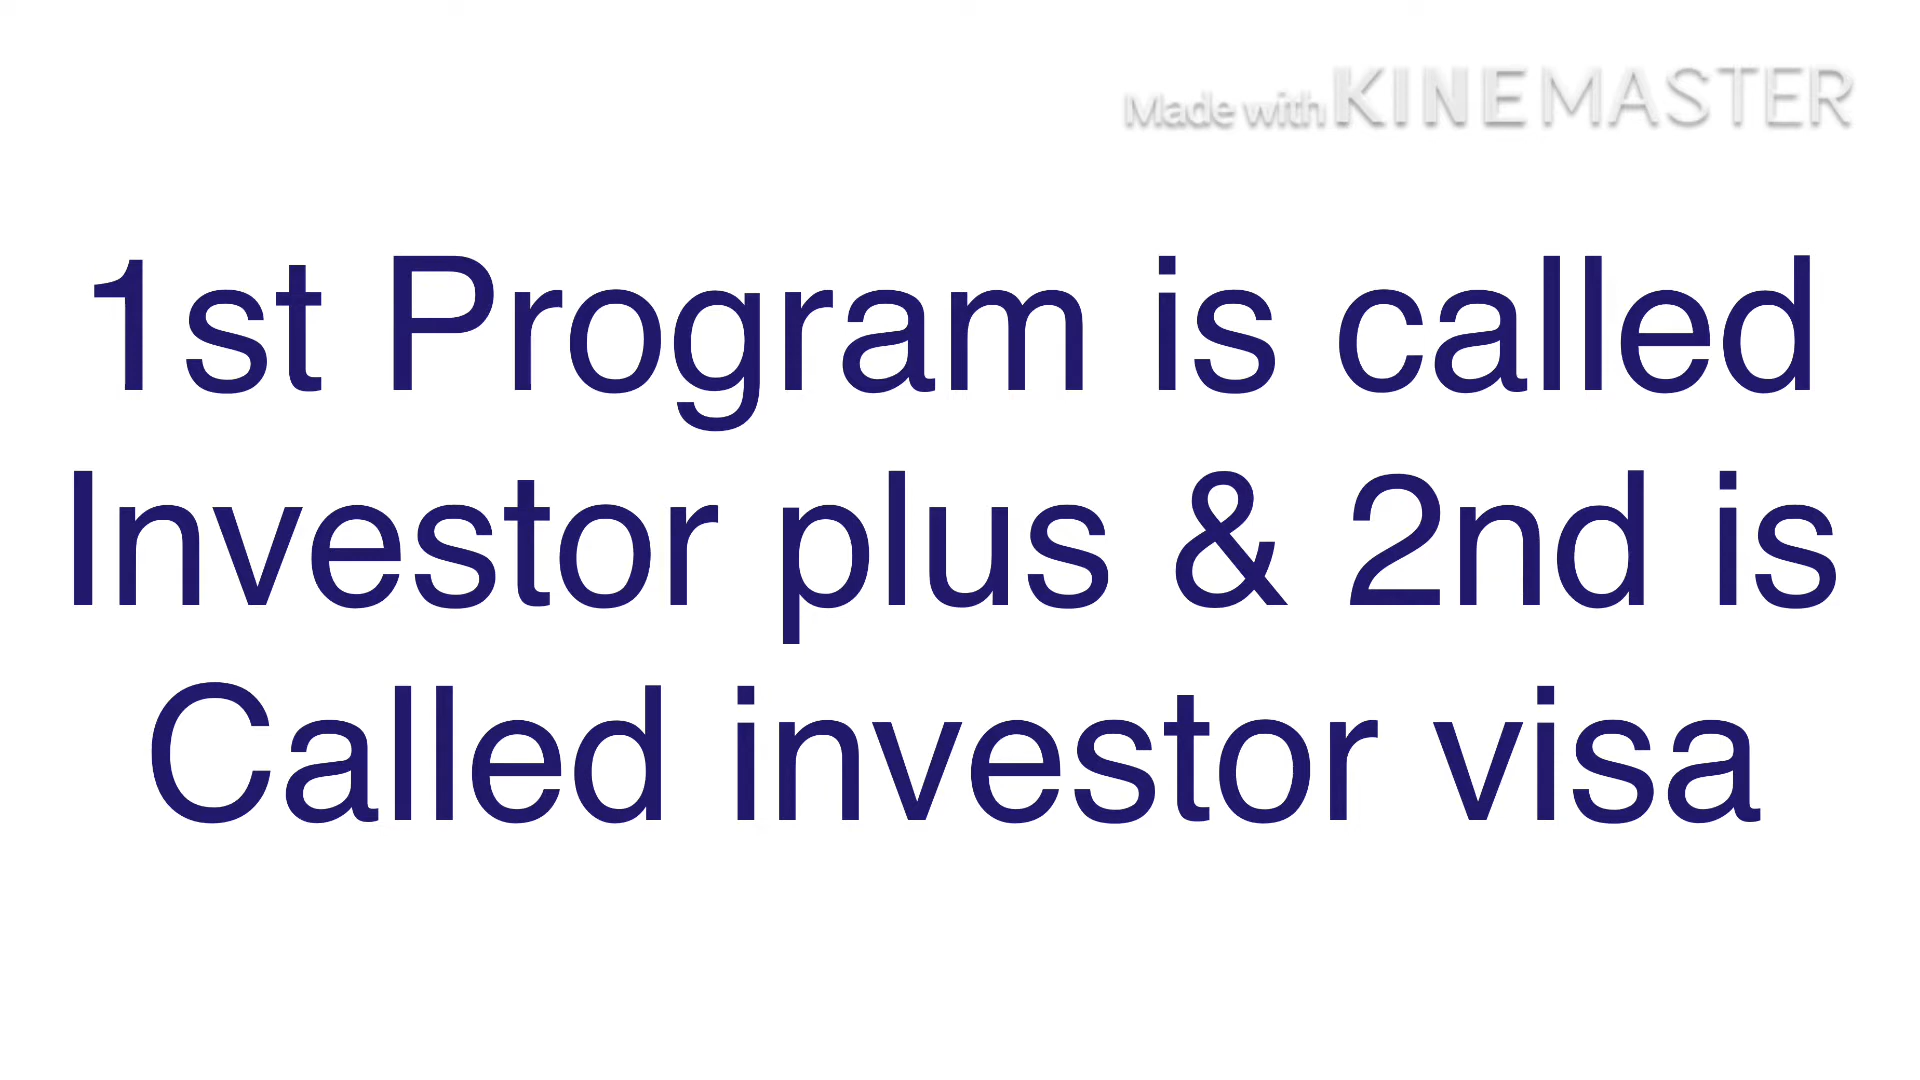 Made with KINEMASTER
1st Program is called
Investor plus & 2nd is
Called investor visa